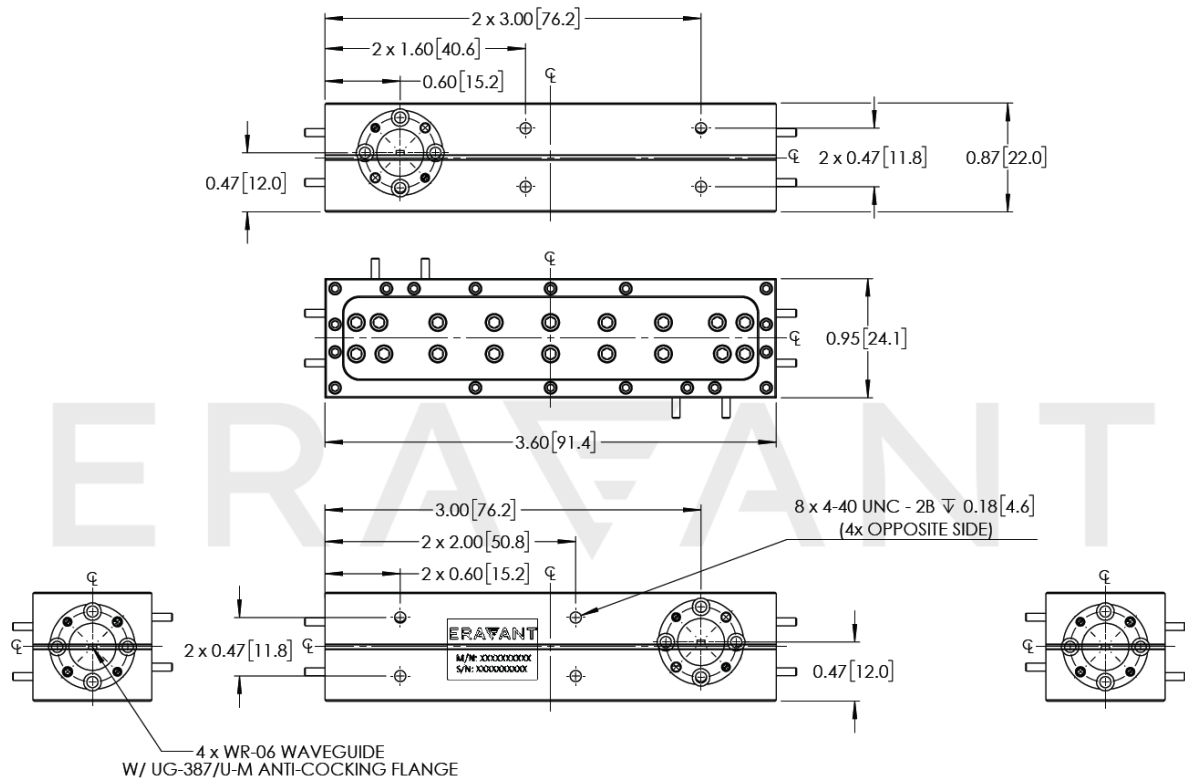 2 x 3.00 [76.2]
2 x 1.60 [40.6]
0.60 [15.2]
℄
0.47 [12.0]
℄
2 x 0.47 [11.8]
0.87 [22.0]
℄
℄
0.95 [24.1]
3.60 [91.4]
ERAVANT
3.00 [76.2]
2 x 2.00 [50.8]
2 x 0.60 [15.2]
℄
8 x 4-40 UNC - 2B ↧ 0.18 [4.6]
(4x OPPOSITE SIDE)
℄
℄
2 x 0.47 [11.8]
℄
ERAVANT
M/N: XXXXXXXXXX
S/N: XXXXXXXXXX
0.47 [12.0]
℄
℄
4 x WR-06 WAVEGUIDE
W/ UG-387/U-M ANTI-COCKING FLANGE